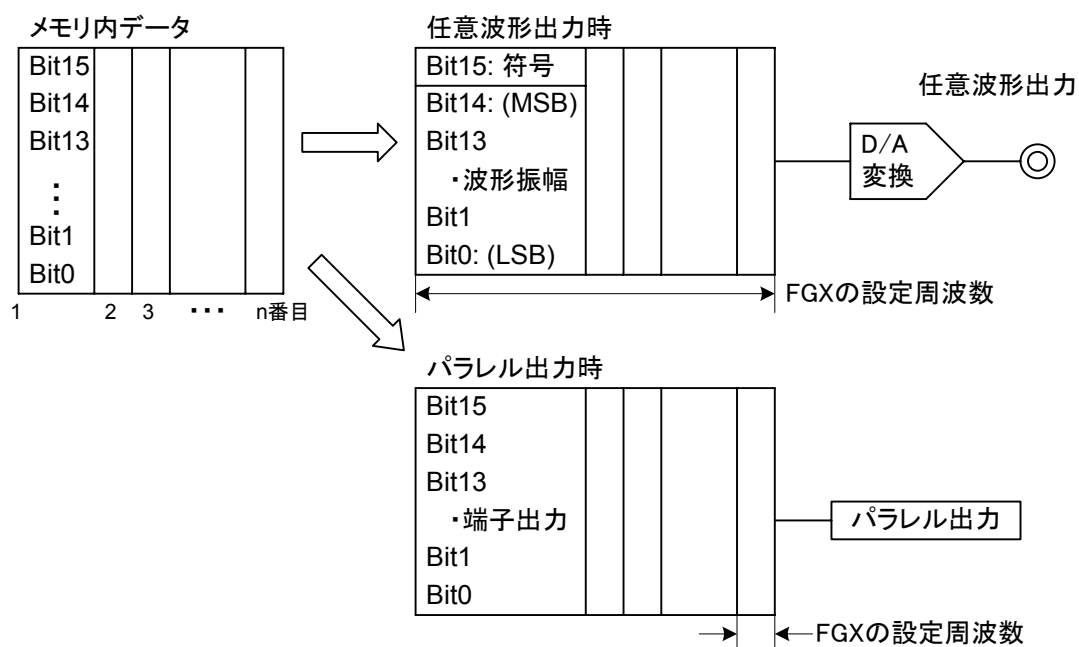 メモリ内データ
Bit15
Bit14
Bit13
⋮
Bit1
Bit0
1 2 3 ・・・ n番目
任意波形出力時
Bit15: 符号
Bit14: (MSB)
Bit13
・波形振幅
Bit1
Bit0: (LSB)
任意波形出力
D/A
変換
FGXの設定周波数
パラレル出力時
Bit15
Bit14
Bit13
・端子出力
Bit1
Bit0
パラレル出力
FGXの設定周波数